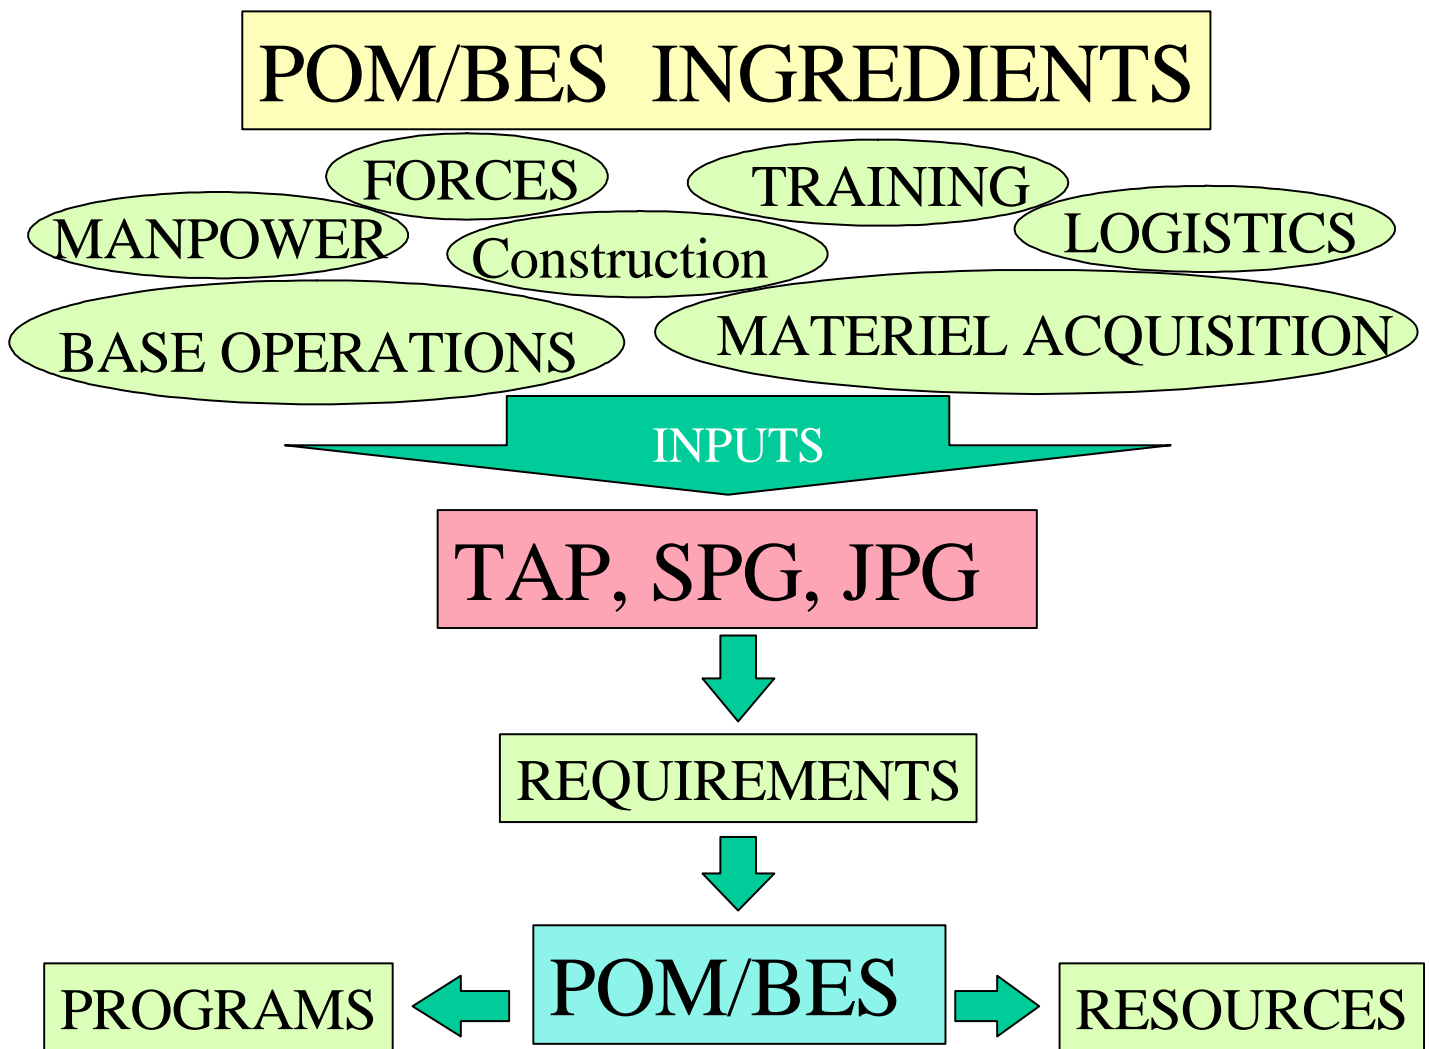 POM/BES INGREDIENTS
FORCES
TRAINING
MANPOWER
LOGISTICS
Construction
BASE OPERATIONS
MATERIEL ACQUISITION
INPUTS
TAP, SPG, JPG
REQUIREMENTS
POM/BES
PROGRAMS
RESOURCES